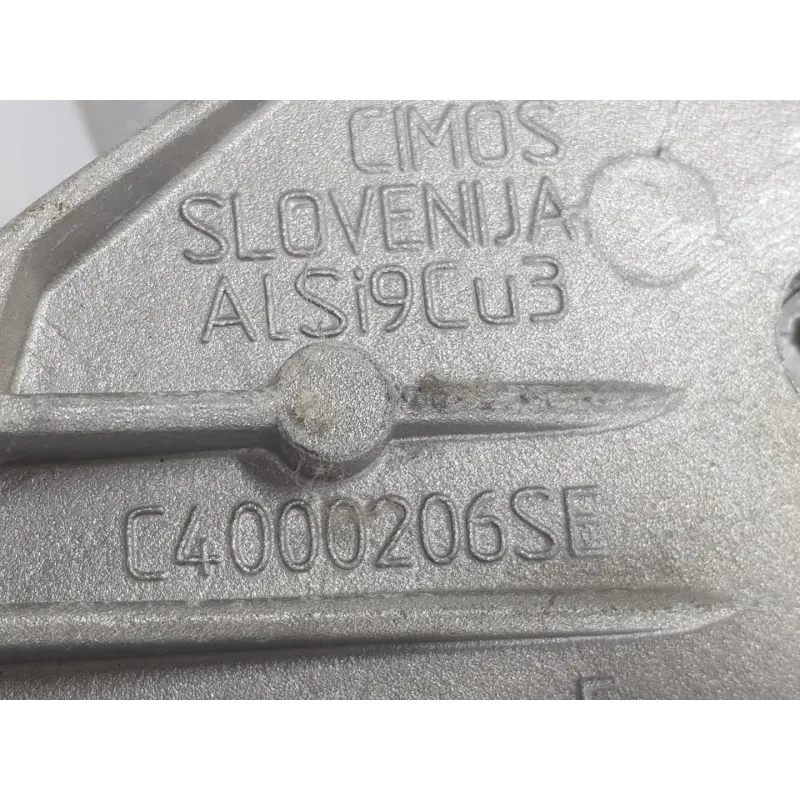 CIMOS
SLOVENIJA
ALSi9Cu3
C4000206SE